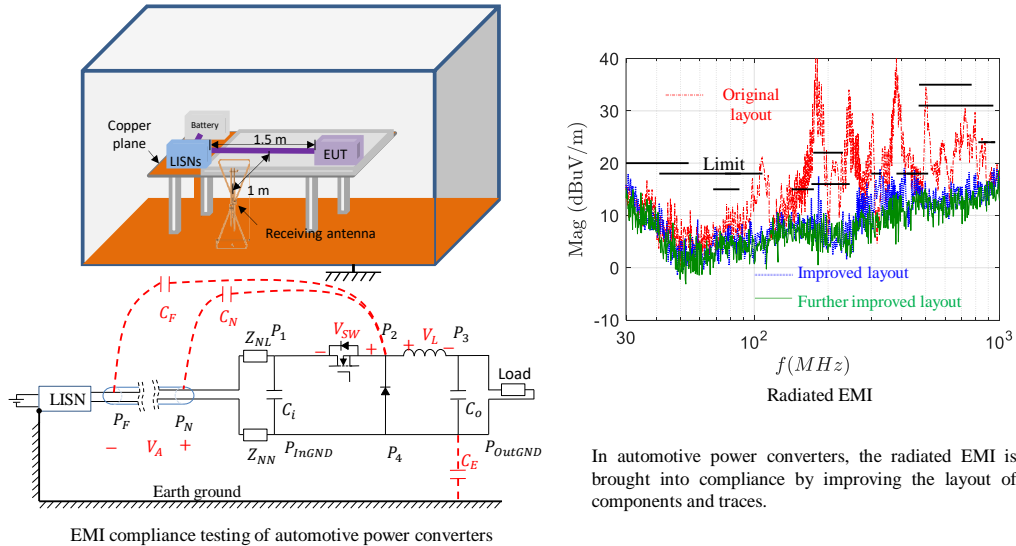 Copper
plane
Battery
LISNs
1.5 m
EUT
1 m
Receiving antenna
C_F
C_N
Z_NL
P_1
V_SW
P_2
V_L
P_3
− +
+ −
Load
LISN
P_F
P_N
C_i
C_o
− V_A +
Z_NN
P_InGND
P_4
C_E
P_OutGND
Earth ground
EMI compliance testing of automotive power converters
40
30
20
10
0
-10
Mag (dBuV/m)
Original
layout
Limit
Improved layout
Further improved layout
30
10^2
10^3
f(MHz)
Radiated EMI
In automotive power converters, the radiated EMI is
brought into compliance by improving the layout of
components and traces.